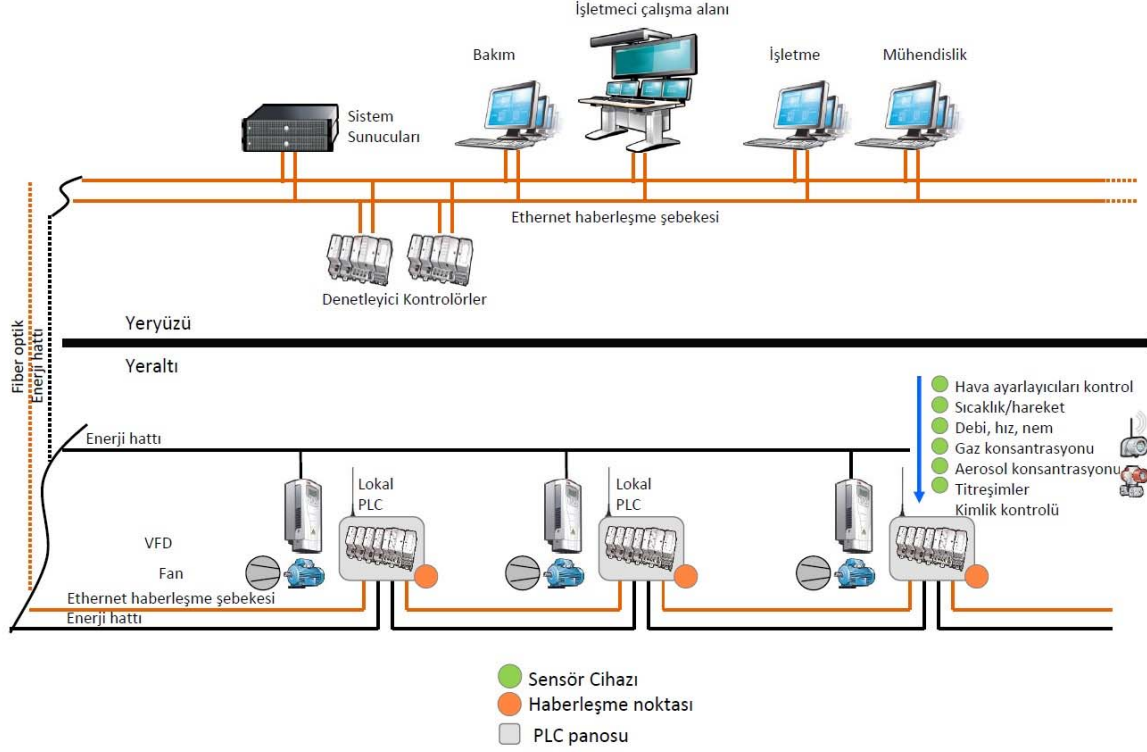 İşletmeci çalışma alanı
Bakım
İşletme
Mühendislik
Sistem
Sunucuları
Ethernet haberleşme şebekesi
Denetleyici Kontrolörler
Yeryüzü
Yeraltı
Fiber optik
Enerji hattı
Hava ayarlayıcıları kontrol
Sıcaklık/hareket
Debi, hız, nem
Gaz konsantrasyonu
Aerosol konsantrasyonu
Titreşimler
Kimlik kontrolü
Enerji hattı
Lokal
PLC
Lokal
PLC
VFD
Fan
Ethernet haberleşme şebekesi
Enerji hattı
Sensör Cihazı
Haberleşme noktası
PLC panosu